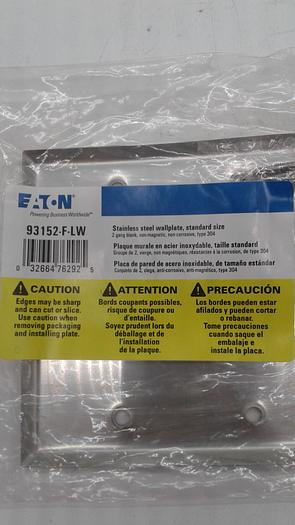 EATON
Powering Business Worldwide™
93152-F-LW
0 32664 76292 5
Stainless steel wallplate, standard size
2 gang blank, non-magnetic, non corrosive, type 304
Plaque murale en acier inoxydable, taille standard
Groupe de 2, vierge, non magnétiques, résistantes à la corrosion, de type 304
Placa de pared de acero inoxidable, de tamaño estándar
Conjunto de 2, ciega, anti-corrosivo, anti-magnético, tipo 304
CAUTION
Edges may be sharp
and can cut or slice.
Use caution when
removing packaging
and installing plate.
ATTENTION
Bords coupants possibles,
risque de coupure ou
d'entaille.
Soyez prudent lors du
déballage et de
l'installation
de la plaque.
PRECAUCIÓN
Los bordes pueden estar
afilados y pueden cortar
o rebanar.
Tome precauciones
cuando saque el
embalaje e
instale la placa.